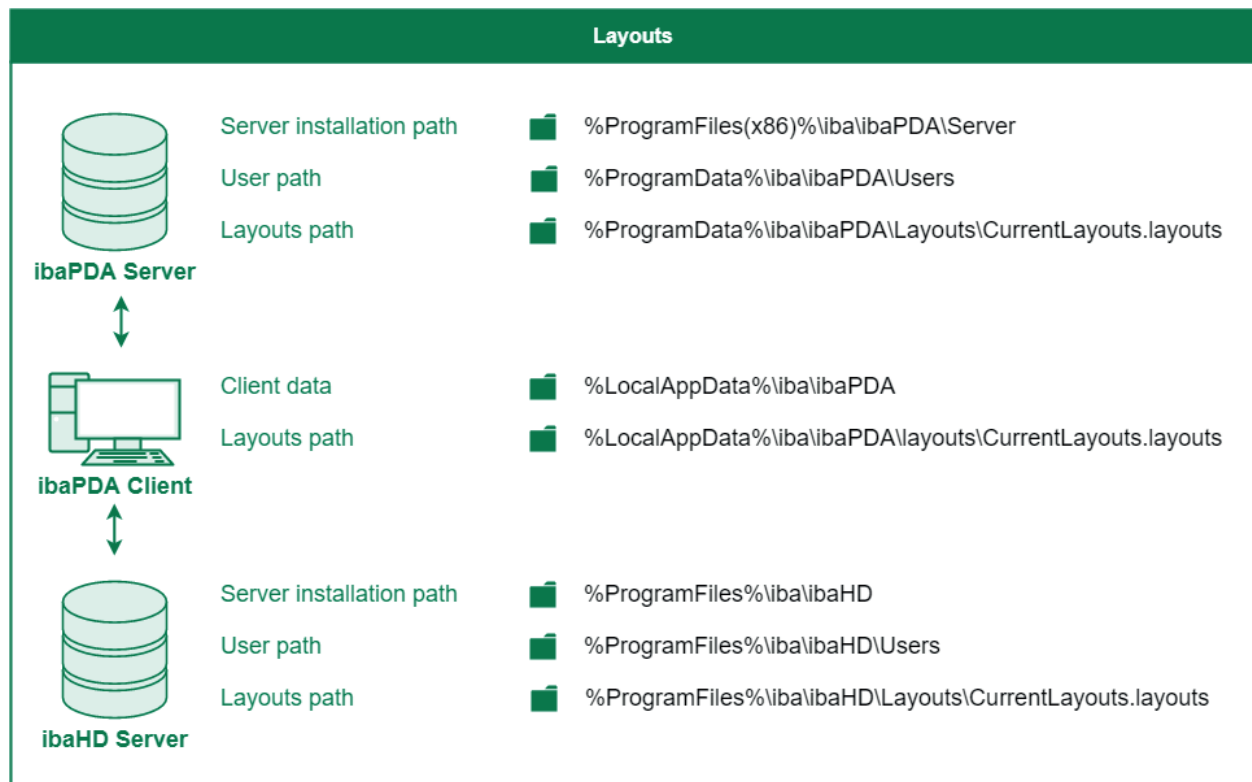 Layouts
Server installation path %ProgramFiles(x86)%\iba\ibaPDA\Server
User path %ProgramData%\iba\ibaPDA\Users
Layouts path %ProgramData%\iba\ibaPDA\Layouts\CurrentLayouts.layouts
ibaPDA Server
Client data %LocalAppData%\iba\ibaPDA
Layouts path %LocalAppData%\iba\ibaPDA\layouts\CurrentLayouts.layouts
ibaPDA Client
Server installation path %ProgramFiles%\iba\ibaHD
User path %ProgramFiles%\iba\ibaHD\Users
Layouts path %ProgramFiles%\iba\ibaHD\Layouts\CurrentLayouts.layouts
ibaHD Server